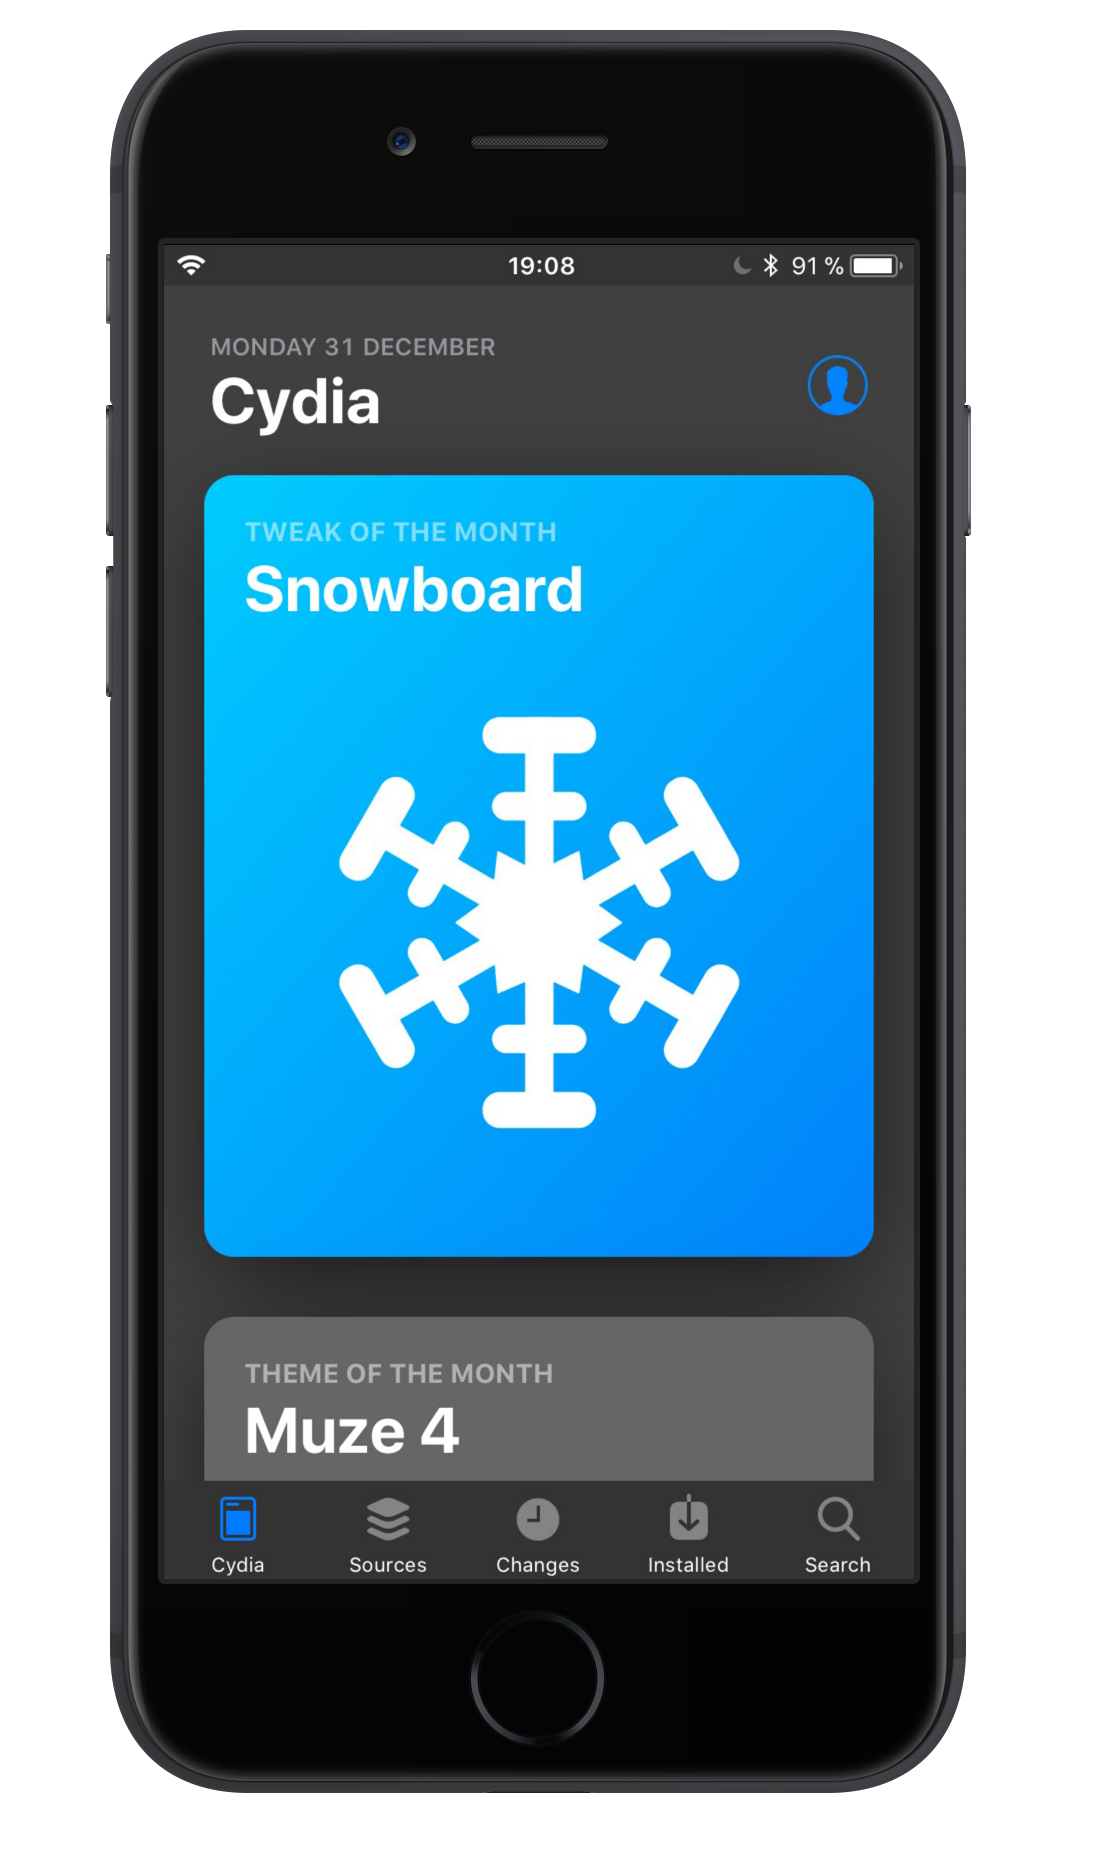 19:08
91 %
MONDAY 31 DECEMBER
Cydia
TWEAK OF THE MONTH
Snowboard
THEME OF THE MONTH
Muze 4
Cydia
Sources
Changes
Installed
Search